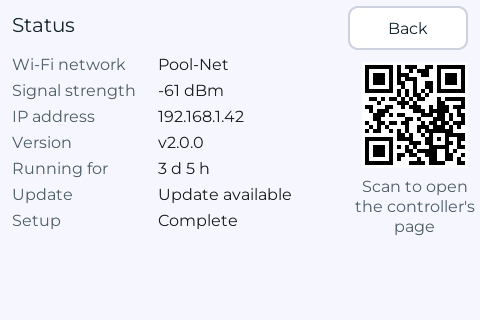 Status
Back
Wi-Fi network Pool-Net
Signal strength -61 dBm
IP address 192.168.1.42
Version v2.0.0
Running for 3 d 5 h
Update Update available
Setup Complete
Scan to open
the controller's
page